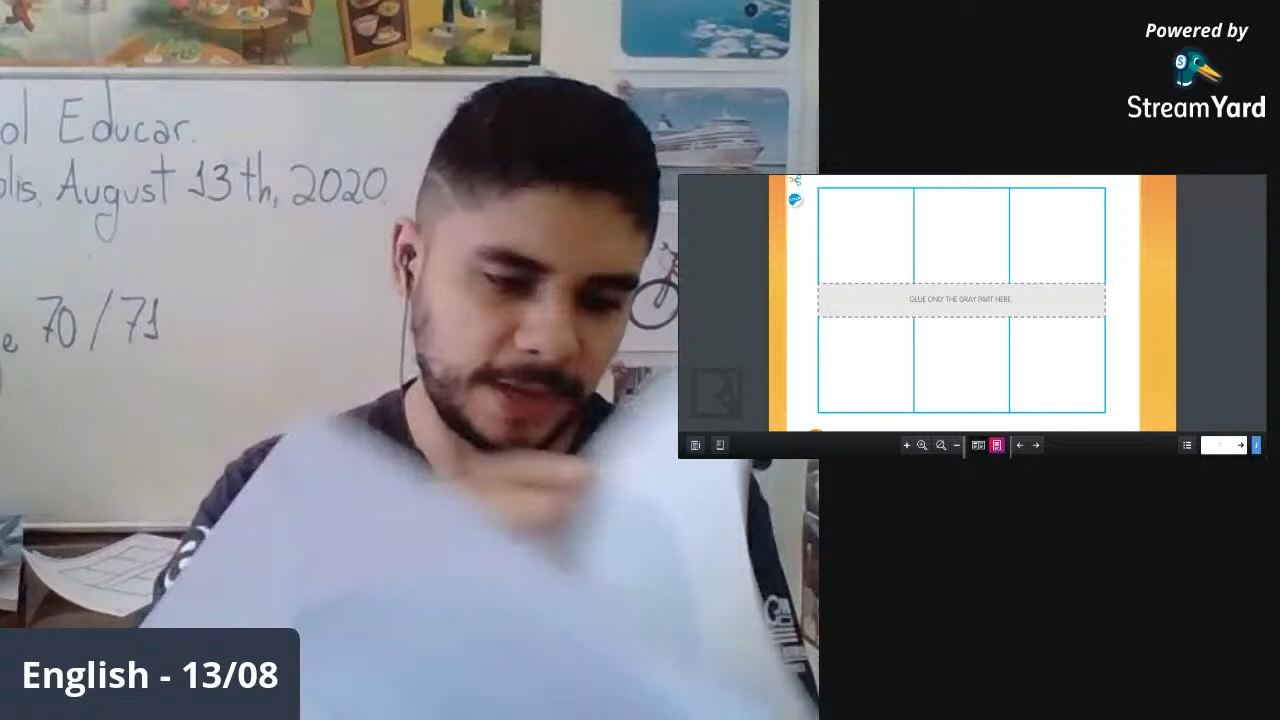 ol Educar.
olis, August 13th, 2020.
e 70/71
English - 13/08
Powered by
StreamYard
GLUE ONLY THE GRAY PART HERE.